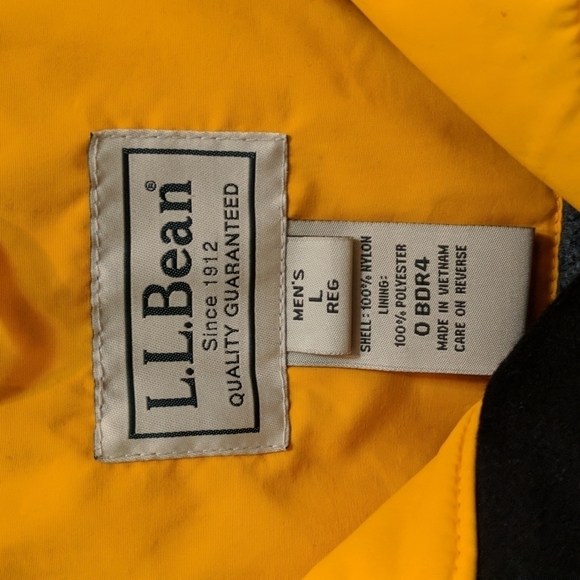 L.L.Bean®
Since 1912
QUALITY GUARANTEED
MEN'S
L
REG
SHELL: 100% NYLON
LINING:
100% POLYESTER
0 BDR4
MADE IN VIETNAM
CARE ON REVERSE